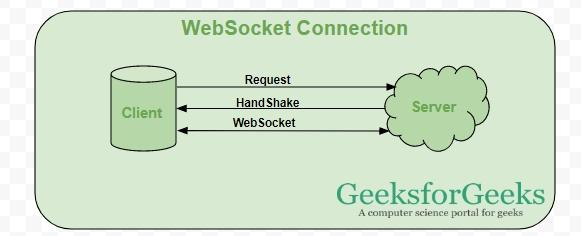 WebSocket Connection
Request
HandShake
Client
Server
WebSocket
GeeksforGeeks
A computer science portal for geeks